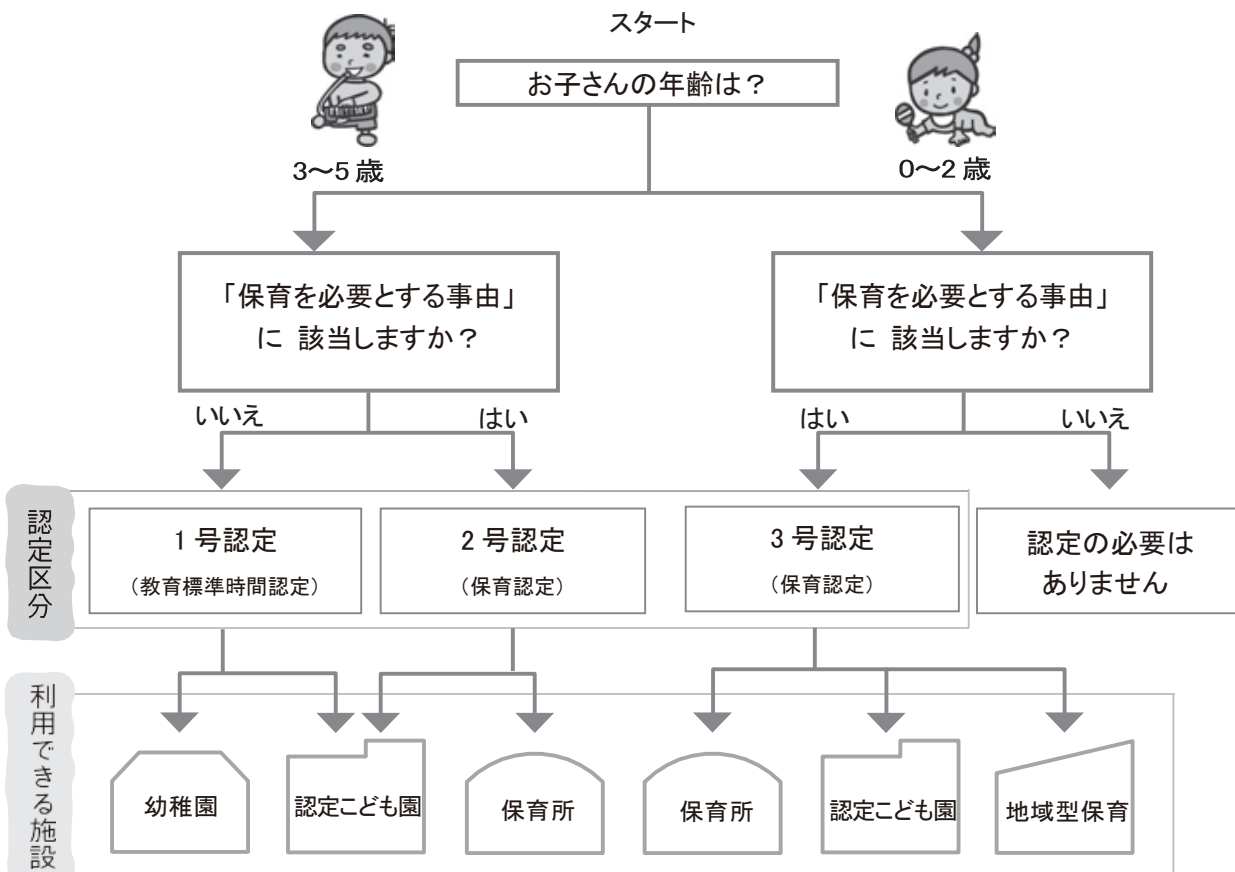 スタート
お子さんの年齢は？
3～5歳
0～2歳
「保育を必要とする事由」
に 該当しますか？
「保育を必要とする事由」
に 該当しますか？
いいえ
はい
はい
いいえ
認定区分
1号認定
（教育標準時間認定）
2号認定
（保育認定）
3号認定
（保育認定）
認定の必要は
ありません
利用できる施設
幼稚園
認定こども園
保育所
保育所
認定こども園
地域型保育